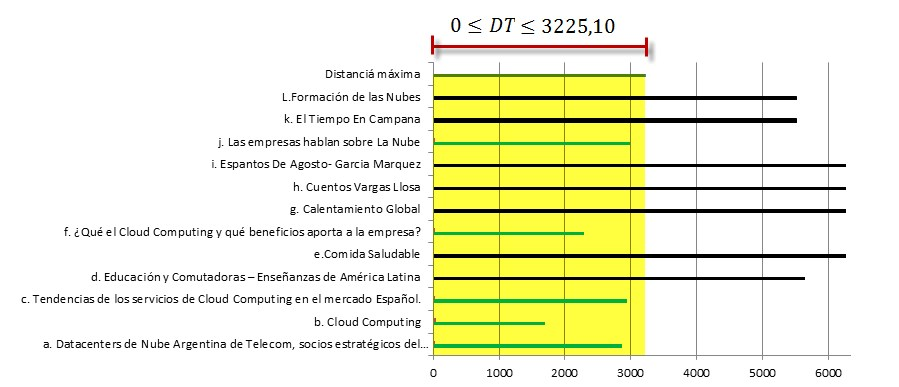 0 ≤ DT ≤ 3225,10
Distanciá máxima
L.Formación de las Nubes
k. El Tiempo En Campana
j. Las empresas hablan sobre La Nube
i. Espantos De Agosto- Garcia Marquez
h. Cuentos Vargas Llosa
g. Calentamiento Global
f. ¿Qué el Cloud Computing y qué beneficios aporta a la empresa?
e.Comida Saludable
d. Educación y Comutadoras – Enseñanzas de América Latina
c. Tendencias de los servicios de Cloud Computing en el mercado Español.
b. Cloud Computing
a. Datacenters de Nube Argentina de Telecom, socios estratégicos del...
0 1000 2000 3000 4000 5000 6000